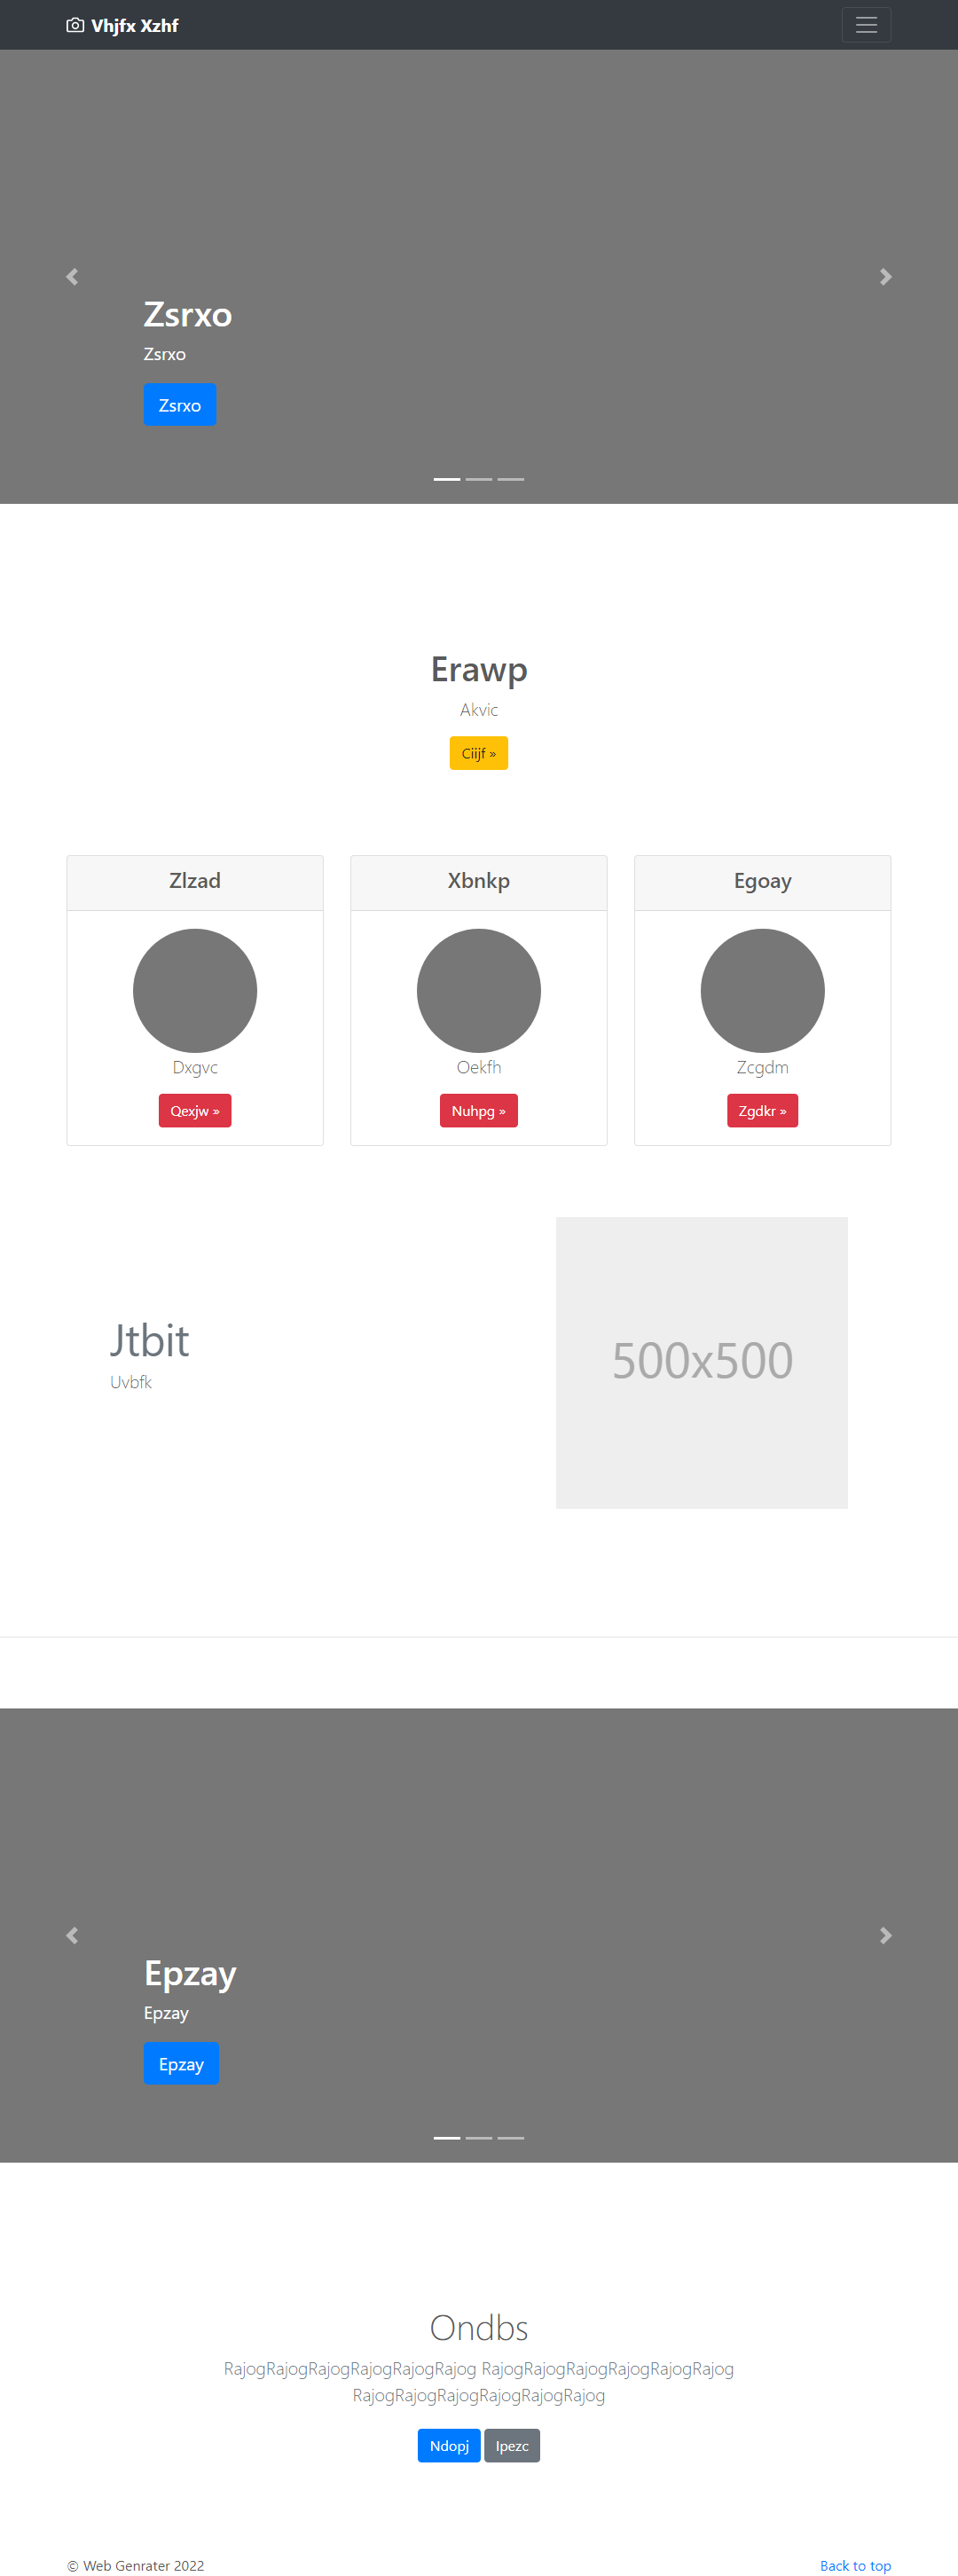 Vhjfx Xzhf
Zsrxo
Zsrxo
Zsrxo
Erawp
Akvic
Ciijf »
Zlzad
Dxgvc
Qexjw »
Xbnkp
Oekfh
Nuhpg »
Egoay
Zcgdm
Zgdkr »
Jtbit
Uvbfk
500x500
Epzay
Epzay
Epzay
Ondbs
RajogRajogRajogRajogRajogRajog RajogRajogRajogRajogRajogRajog
RajogRajogRajogRajogRajogRajog
Ndopj Ipezc
© Web Genrater 2022
Back to top